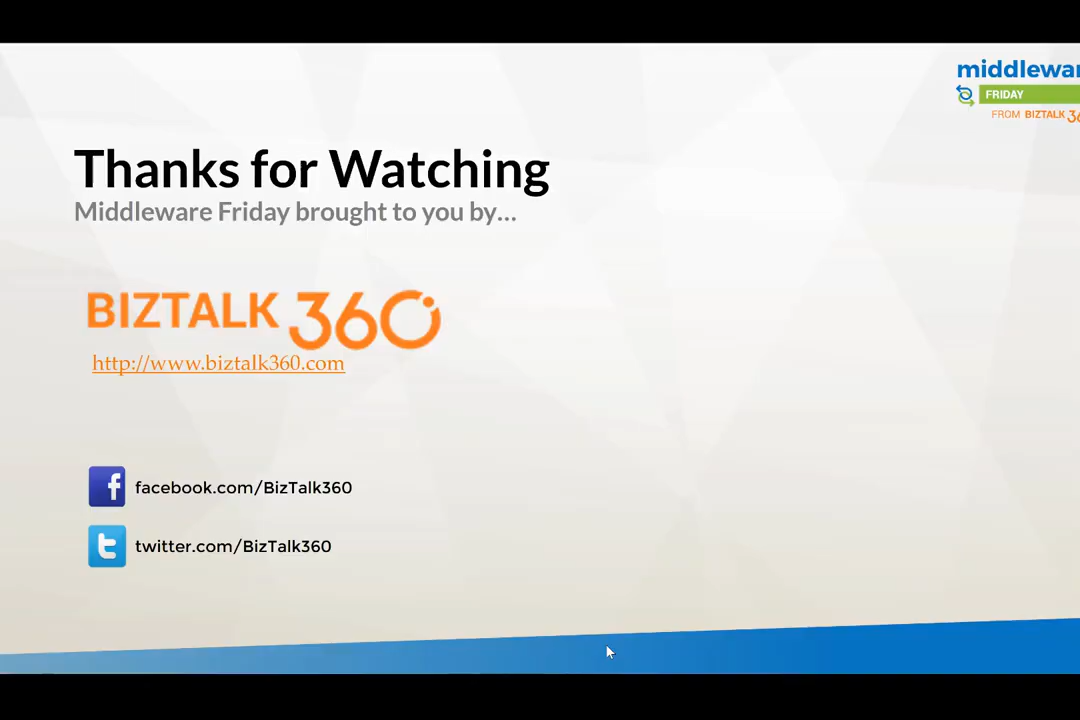 middlewar
FRIDAY
FROM BIZTALK 36
Thanks for Watching
Middleware Friday brought to you by...
BIZTALK 360
http://www.biztalk360.com
facebook.com/BizTalk360
twitter.com/BizTalk360